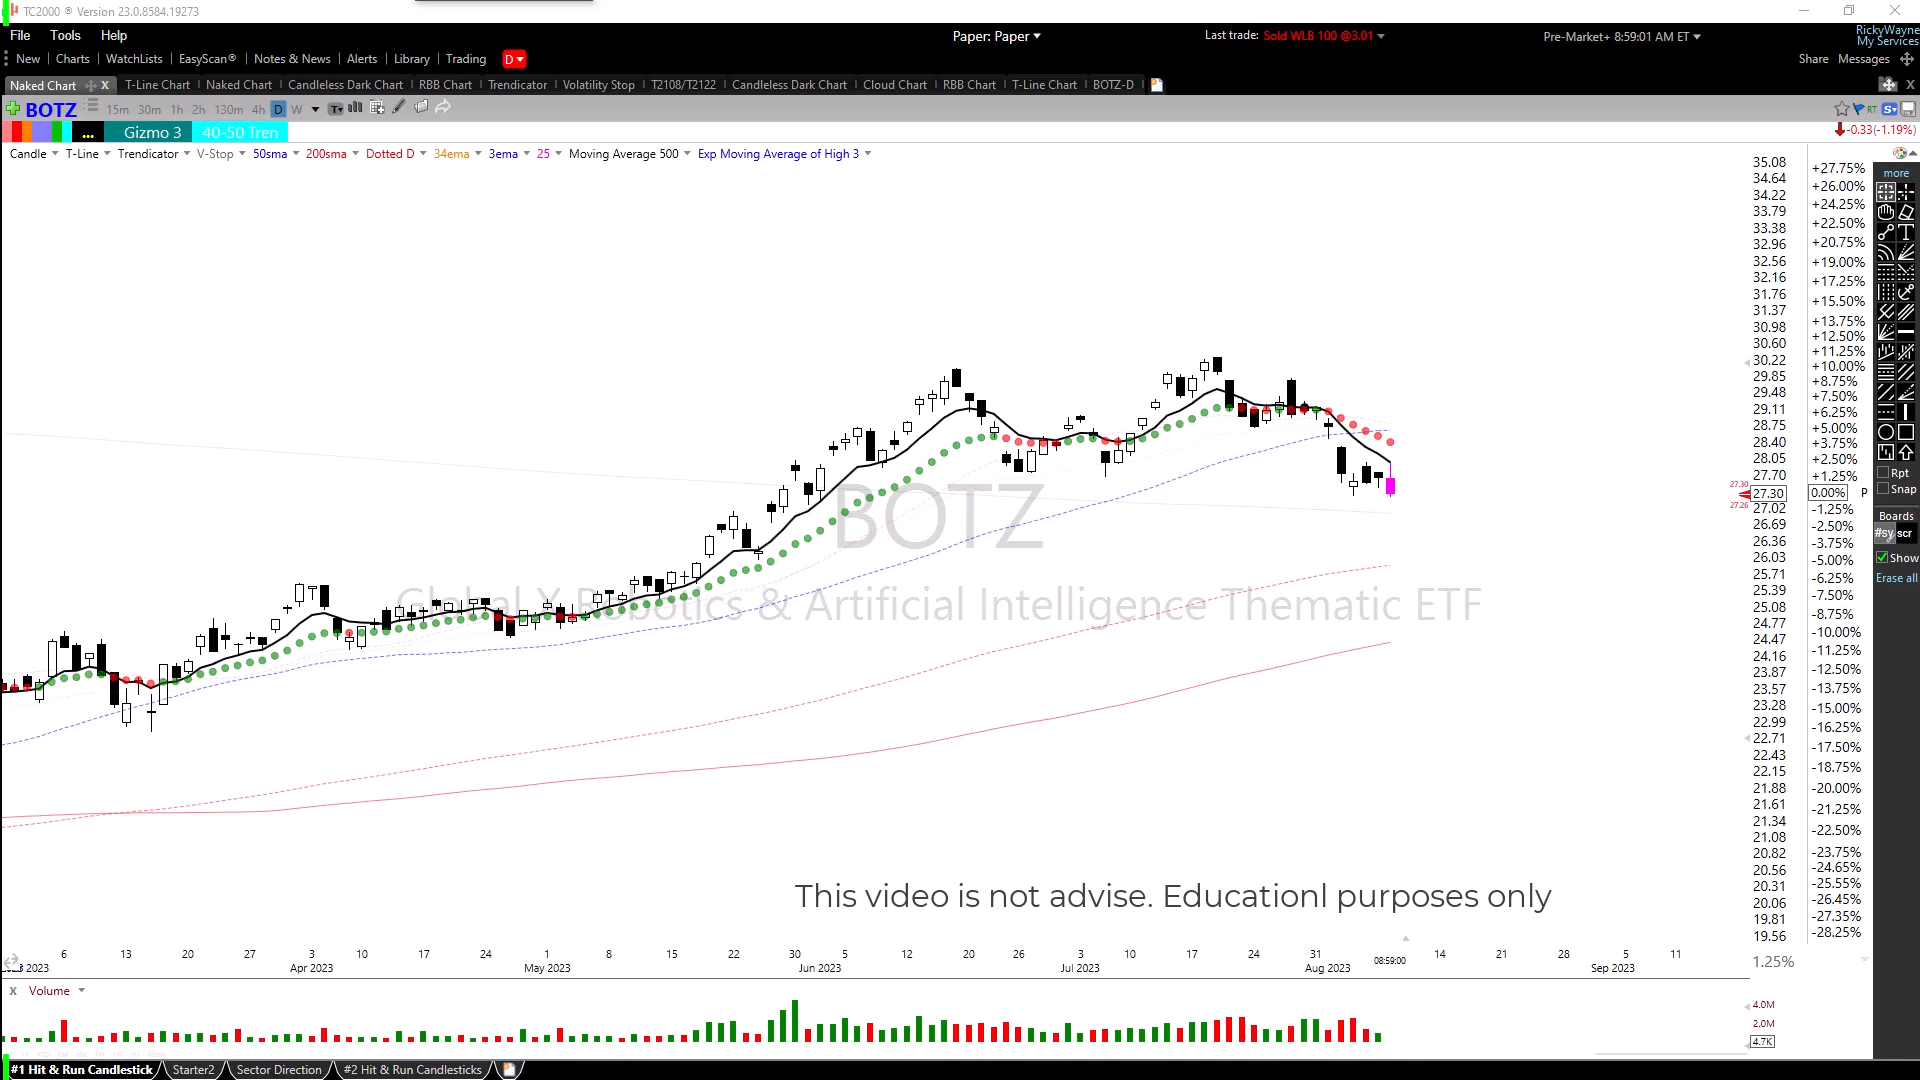 TC2000 ® Version 23.0.8584.19273
File Tools Help
Paper: Paper
Last trade: Sold WLB 100 @3.01
Pre-Market+ 8:59:01 AM ET
RickyWayne
My Services
New Charts WatchLists EasyScan® Notes & News Alerts Library Trading D
Share Messages
Naked Chart X T-Line Chart Naked Chart Candleless Dark Chart RBB Chart Trendicator Volatility Stop T2108/T2122 Candleless Dark Chart Cloud Chart RBB Chart T-Line Chart BOTZ-D
X
BOTZ 15m 30m 1h 2h 130m 4h D W
RT S
... Gizmo 3 40-50 Tren
-0.33(-1.19%)
Candle T-Line Trendicator V-Stop 50sma 200sma Dotted D 34ema 3ema 25 Moving Average 500 Exp Moving Average of High 3
35.08
34.64
34.22
33.79
33.38
32.96
32.56
32.16
31.76
31.37
30.98
30.60
30.22
29.85
29.48
29.11
28.75
28.40
28.05
27.70
27.30
27.30
27.26
27.02
26.69
26.36
26.03
25.71
25.39
25.08
24.77
24.47
24.16
23.87
23.57
23.28
22.99
22.71
22.43
22.15
21.88
21.61
21.34
21.08
20.82
20.56
20.31
20.06
19.81
19.56
+27.75%
+26.00%
+24.25%
+22.50%
+20.75%
+19.00%
+17.25%
+15.50%
+13.75%
+12.50%
+11.25%
+10.00%
+8.75%
+7.50%
+6.25%
+5.00%
+3.75%
+2.50%
+1.25%
0.00% P
-1.25%
-2.50%
-3.75%
-5.00%
-6.25%
-7.50%
-8.75%
-10.00%
-11.25%
-12.50%
-13.75%
-15.00%
-16.25%
-17.50%
-18.75%
-20.00%
-21.25%
-22.50%
-23.75%
-24.65%
-25.55%
-26.45%
-27.35%
-28.25%
more
Rpt
Snap
Boards
#sy scr
Show
Erase all
BOTZ
Global X Robotics & Artificial Intelligence Thematic ETF
This video is not advise. Educationl purposes only
6 13 20 27 3 10 17 24 1 8 15 22 30 5 12 20 26 3 10 17 24 31 08:59:00 14 21 28 5 11
2023 Apr 2023 May 2023 Jun 2023 Jul 2023 Aug 2023 Sep 2023
1.25%
X Volume
4.0M
2.0M
4.7K
#1 Hit & Run Candlestick Starter2 Sector Direction #2 Hit & Run Candlesticks